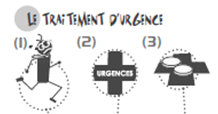 LE TRAITEMENT D'URGENCE
(1) (2) (3)
URGENCES